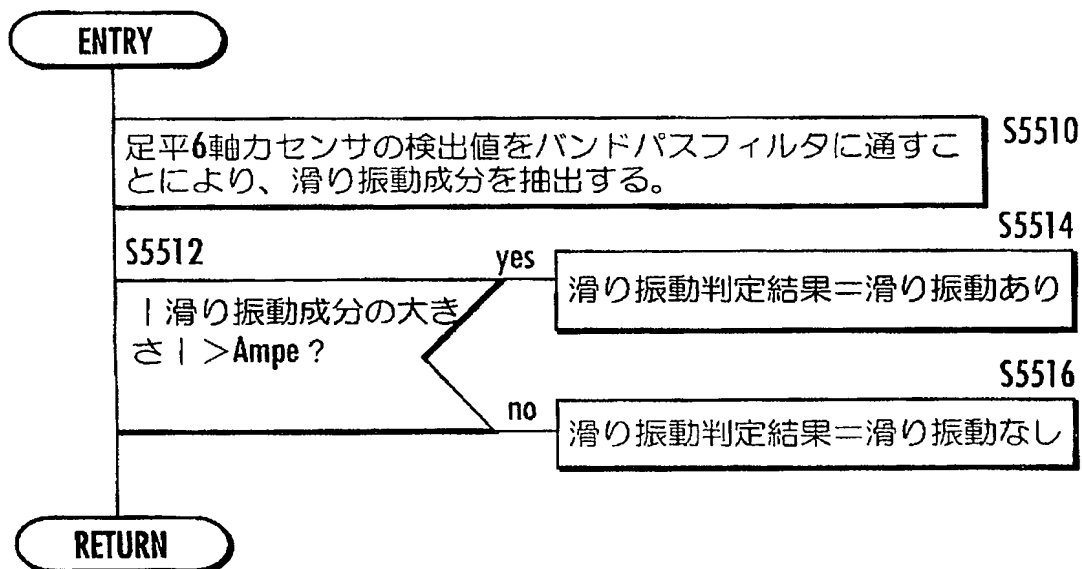 ENTRY
足平6軸力センサの検出値をバンドパスフィルタに通すこ
とにより、滑り振動成分を抽出する。
S5510
S5512
|滑り振動成分の大き
さ|>Ampe?
yes
S5514
滑り振動判定結果=滑り振動あり
no
S5516
滑り振動判定結果=滑り振動なし
RETURN